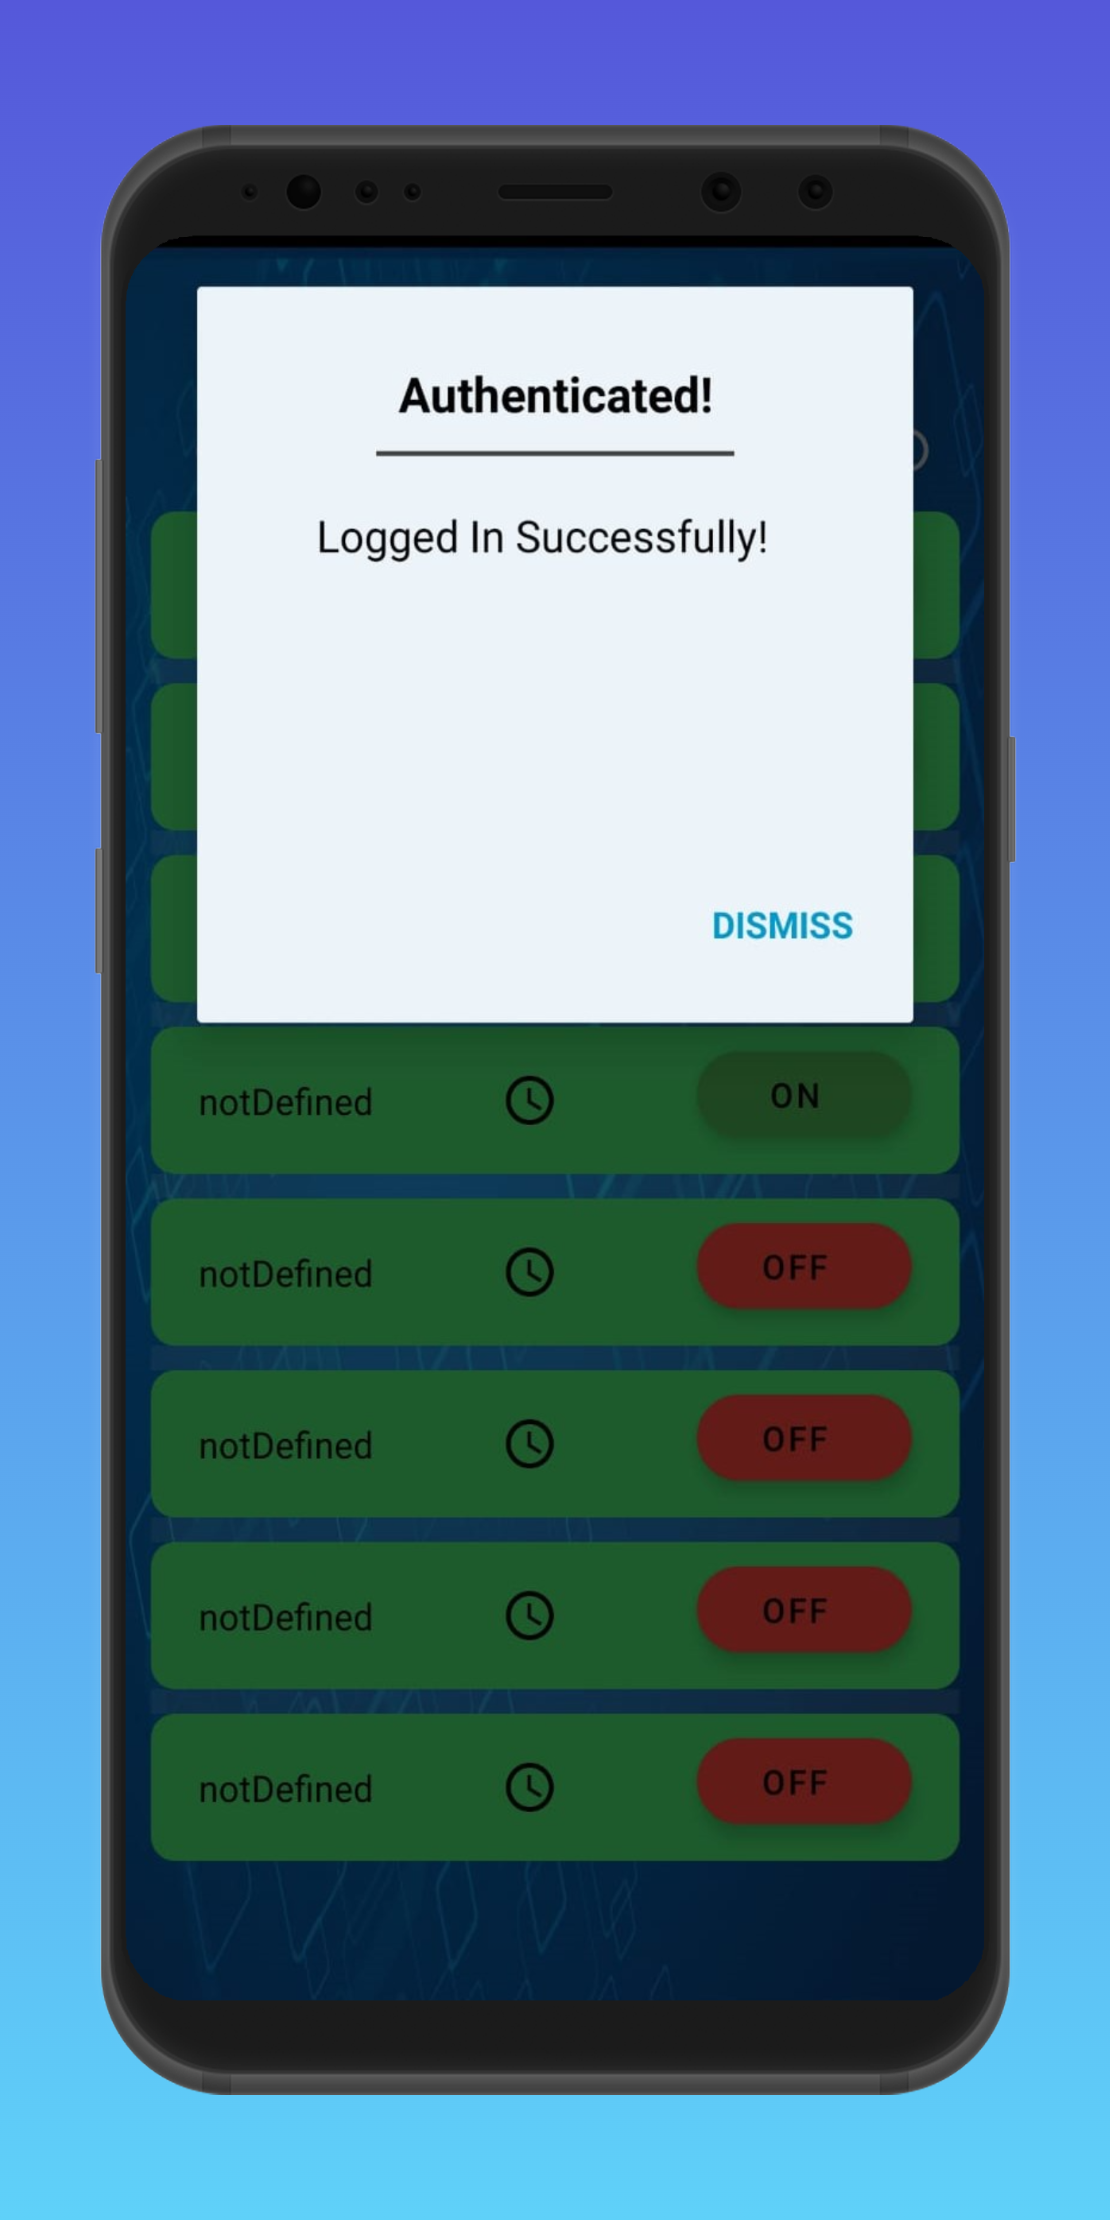 Authenticated!
Logged In Successfully!
DISMISS
notDefined ON
notDefined OFF
notDefined OFF
notDefined OFF
notDefined OFF